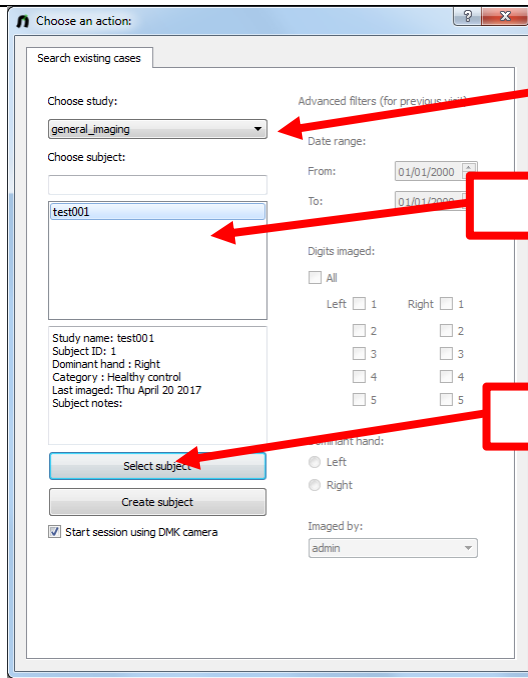 Choose an action:
Search existing cases
Choose study:
general_imaging
Choose subject:
test001
Study name: test001
Subject ID: 1
Dominant hand : Right
Category : Healthy control
Last imaged: Thu April 20 2017
Subject notes:
Select subject
Create subject
Start session using DMK camera
Advanced filters (for previous visit)
Date range:
From:
01/01/2000
To:
01/01/2000
Digits imaged:
All
Left 1 Right 1
2 2
3 3
4 4
5 5
Dominant hand:
Left
Right
Imaged by:
admin